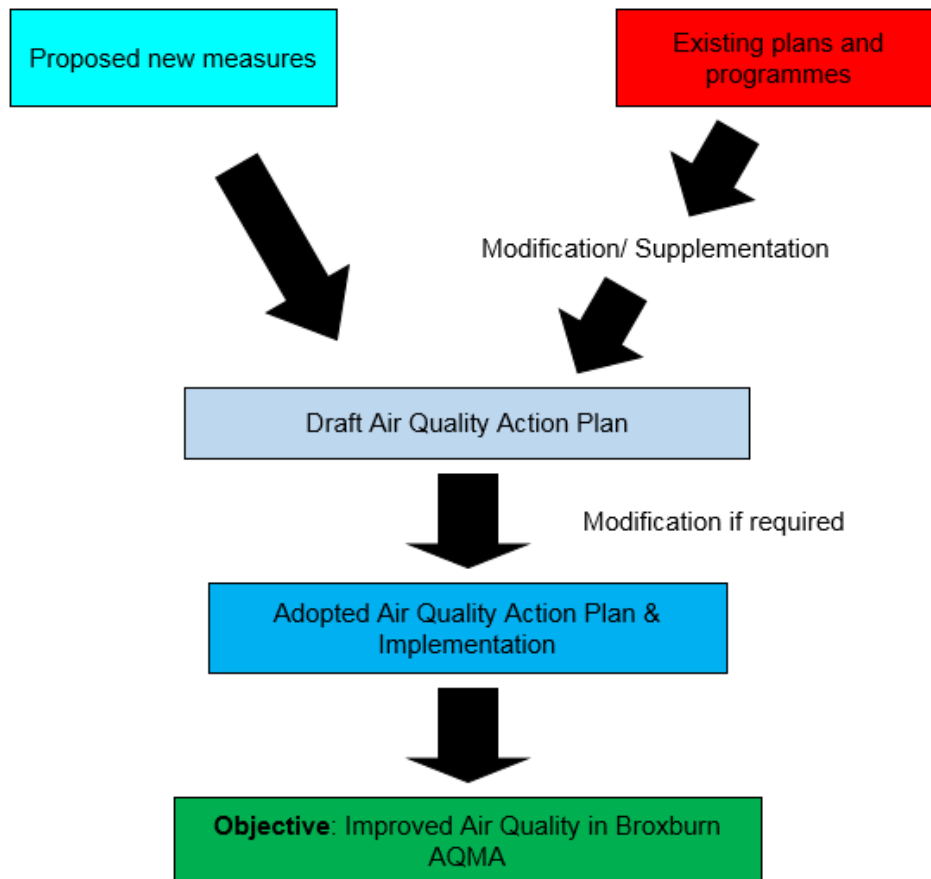 Proposed new measures
Existing plans and
programmes
Modification/ Supplementation
Draft Air Quality Action Plan
Modification if required
Adopted Air Quality Action Plan &
Implementation
Objective: Improved Air Quality in Broxburn
AQMA